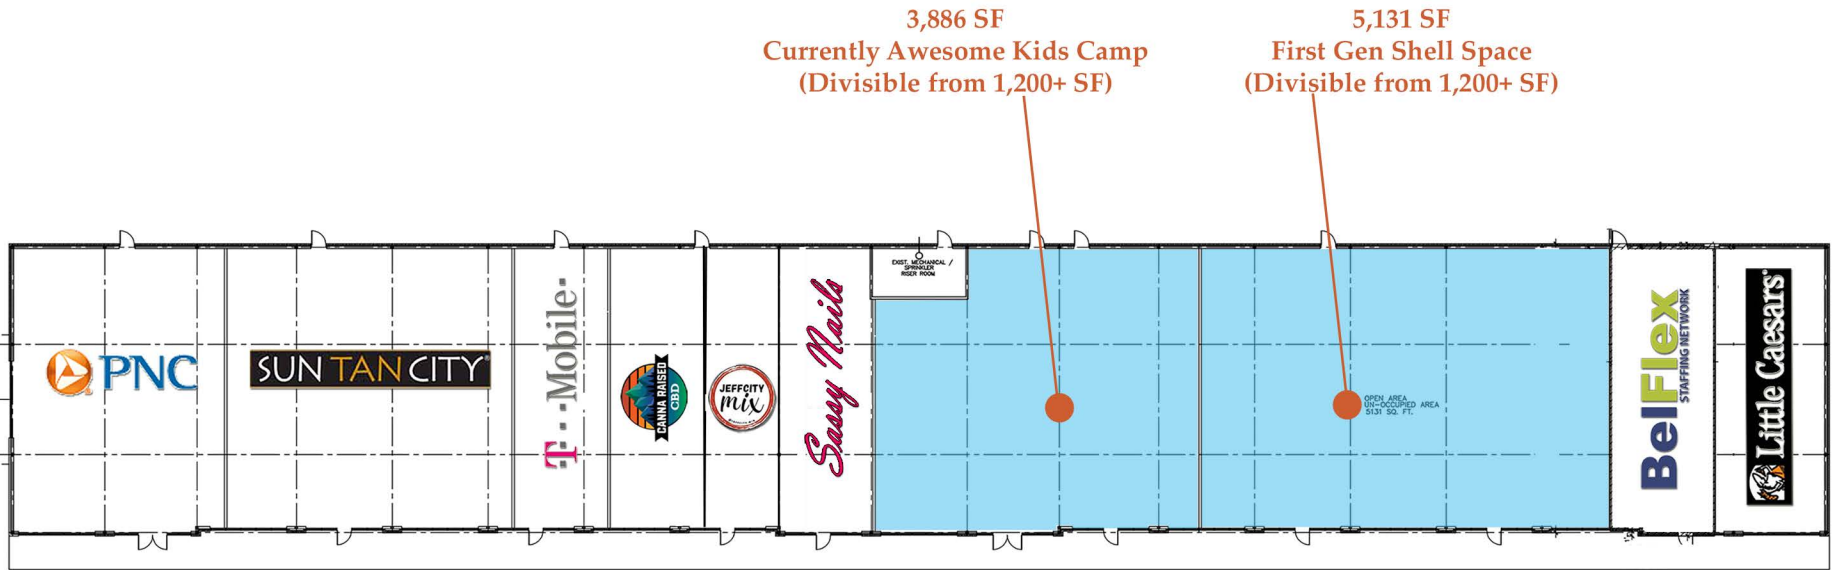 3,886 SF
Currently Awesome Kids Camp
(Divisible from 1,200+ SF)
5,131 SF
First Gen Shell Space
(Divisible from 1,200+ SF)
EXIST. MECHANICAL /
SPRINKLER
RISER ROOM
PNC
SUN TAN CITY
T··Mobile·
CANNA RAISED
CBD
JEFFCITY
mix
Sassy Nails
OPEN AREA
UN-OCCUPIED AREA
5131 SQ. FT.
BelFlex
STAFFING NETWORK
Little Caesars